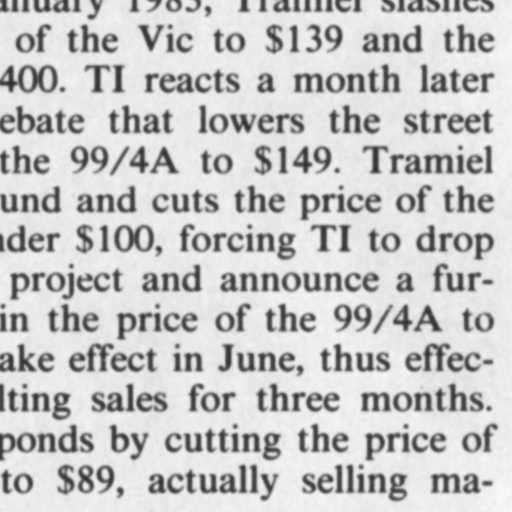 anuary 1983, Tramiel slashes
of the Vic to $139 and the
400. TI reacts a month later
ebate that lowers the street
the 99/4A to $149. Tramiel
und and cuts the price of the
der $100, forcing TI to drop
project and announce a fur-
in the price of the 99/4A to
ake effect in June, thus effec-
lting sales for three months.
ponds by cutting the price of
to $89, actually selling ma-